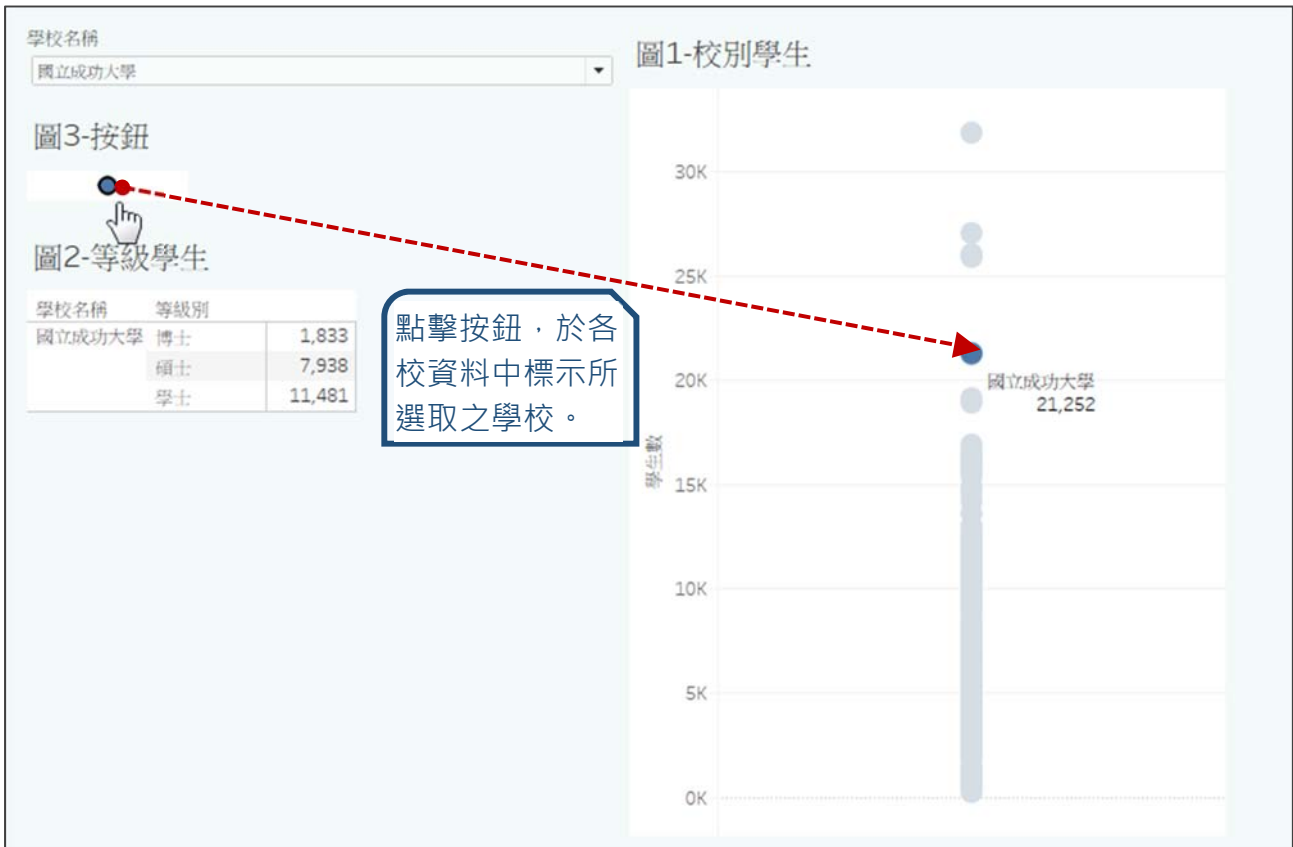 學校名稱
國立成功大學
圖3-按鈕
圖2-等級學生
學校名稱 等級別
國立成功大學 博士 1,833
碩士 7,938
學士 11,481
點擊按鈕，於各
校資料中標示所
選取之學校。
圖1-校別學生
學生數
30K
25K
20K
15K
10K
5K
0K
國立成功大學
21,252